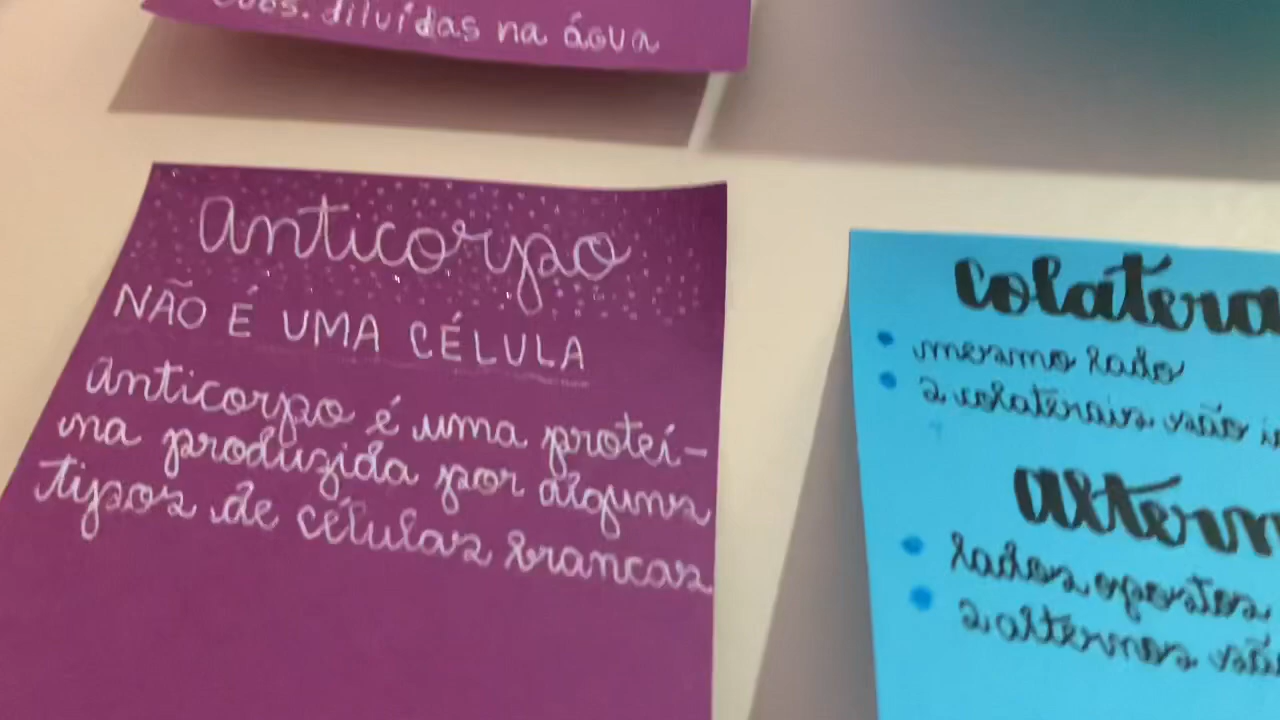 diluídas na água
Anticorpo
NÃO É UMA CÉLULA
Anticorpo é uma proteí-
na produzida por alguns
tipos de células brancas
colatera
mesmo lado
2 colaterais são
altern
lados opostos
2 alternos são